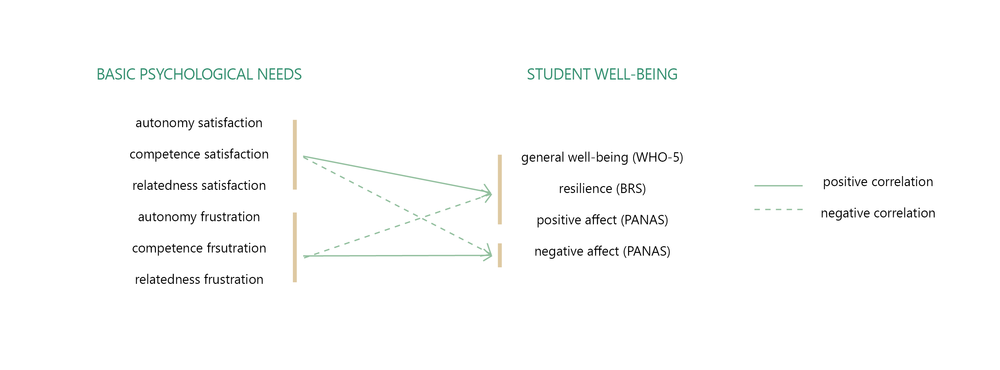 BASIC PSYCHOLOGICAL NEEDS
autonomy satisfaction
competence satisfaction
relatedness satisfaction
autonomy frustration
competence frsutration
relatedness frustration
STUDENT WELL-BEING
general well-being (WHO-5)
resilience (BRS)
positive affect (PANAS)
negative affect (PANAS)
positive correlation
negative correlation